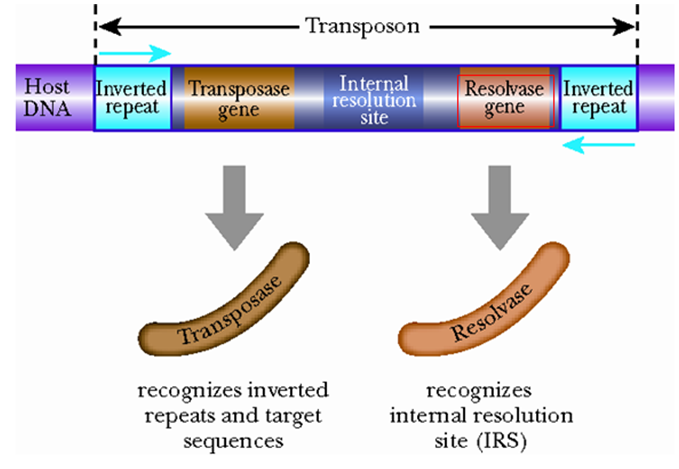 Transposon
Host
DNA
Inverted
repeat
Transposase
gene
Internal
resolution
site
Resolvase
gene
Inverted
repeat
Transposase
Resolvase
recognizes inverted
repeats and target
sequences
recognizes
internal resolution
site (IRS)